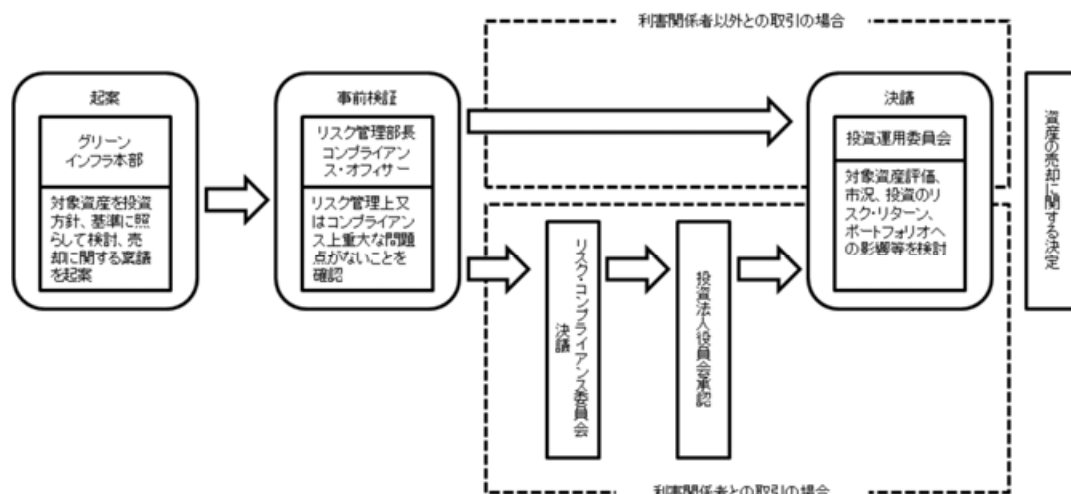 利害関係者以外との取引の場合
起案
グリーン
インフラ本部
対象資産を投資
方針、基準に照
らして検討、売
却に関する稟議
を起案
事前検証
リスク管理部長
コンプライアン
ス・オフィサー
リスク管理上又
はコンプライアン
ス上重大な問題
点がないことを
確認
リスク・コンプライアンス委員会
決議
投資法人役員会承認
決議
投資運用委員会
対象資産評価、
市況、投資のリ
スク・リターン、
ポートフォリオへ
の影響等を検討
資産の売却に関する決定
利害関係者との取引の場合